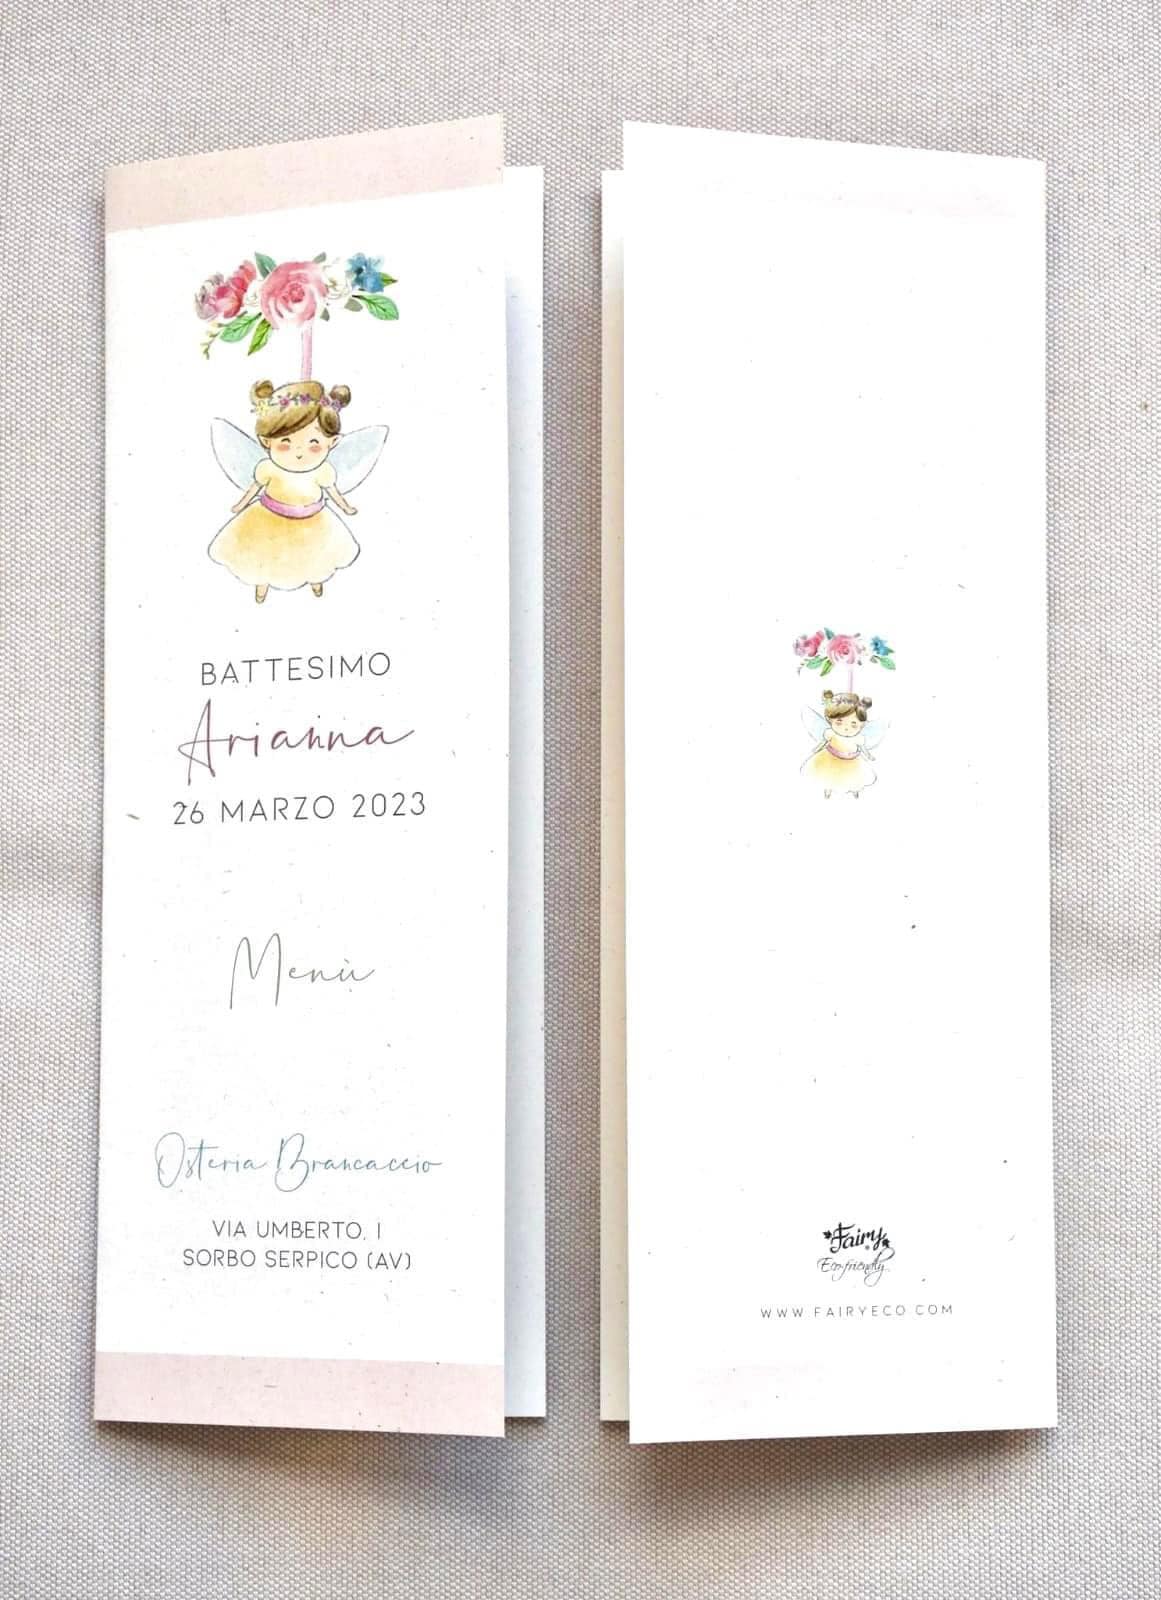 BATTESIMO
Arianna
26 MARZO 2023
Menù
Osteria Brancaccio
VIA UMBERTO, I
SORBO SERPICO (AV)
Fairy
Eco-friendly
WWW.FAIRYECO.COM